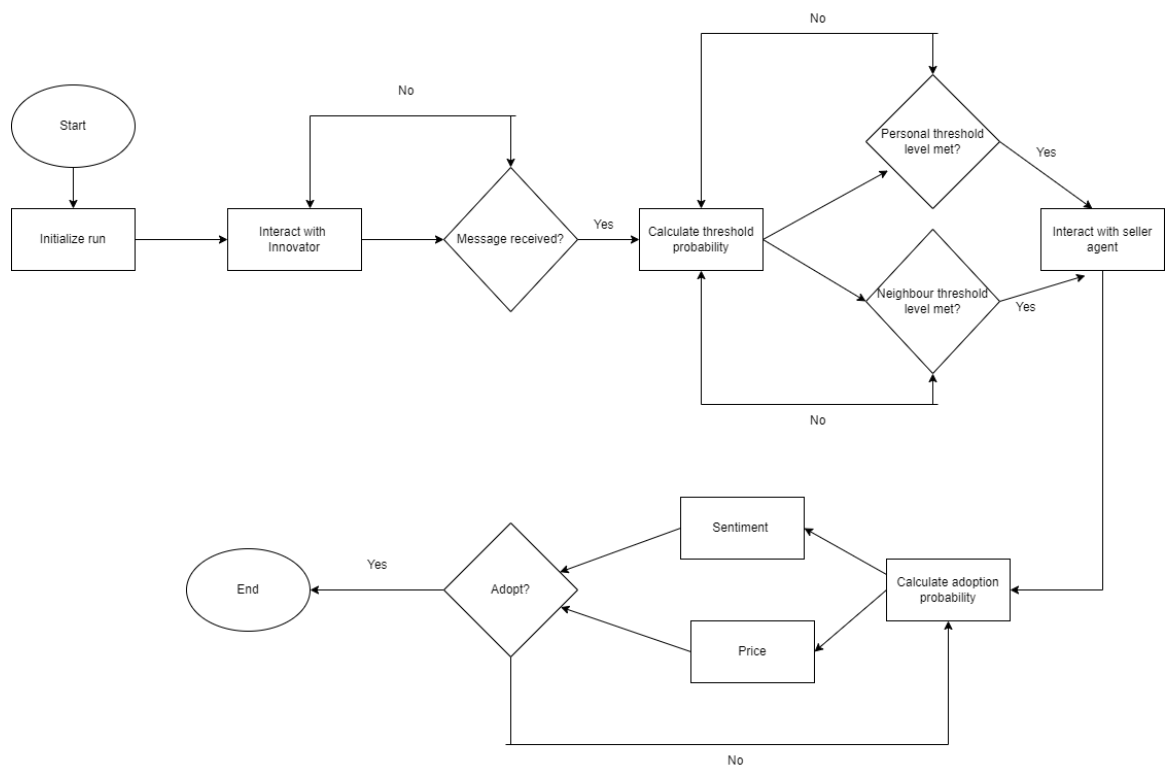 No
Start
No
Personal threshold
level met?
Yes
Initialize run
Interact with
Innovator
Message received?
Yes
Calculate threshold
probability
Interact with seller
agent
Neighbour threshold
level met?
Yes
No
Sentiment
Yes
End
Adopt?
Calculate adoption
probability
Price
No